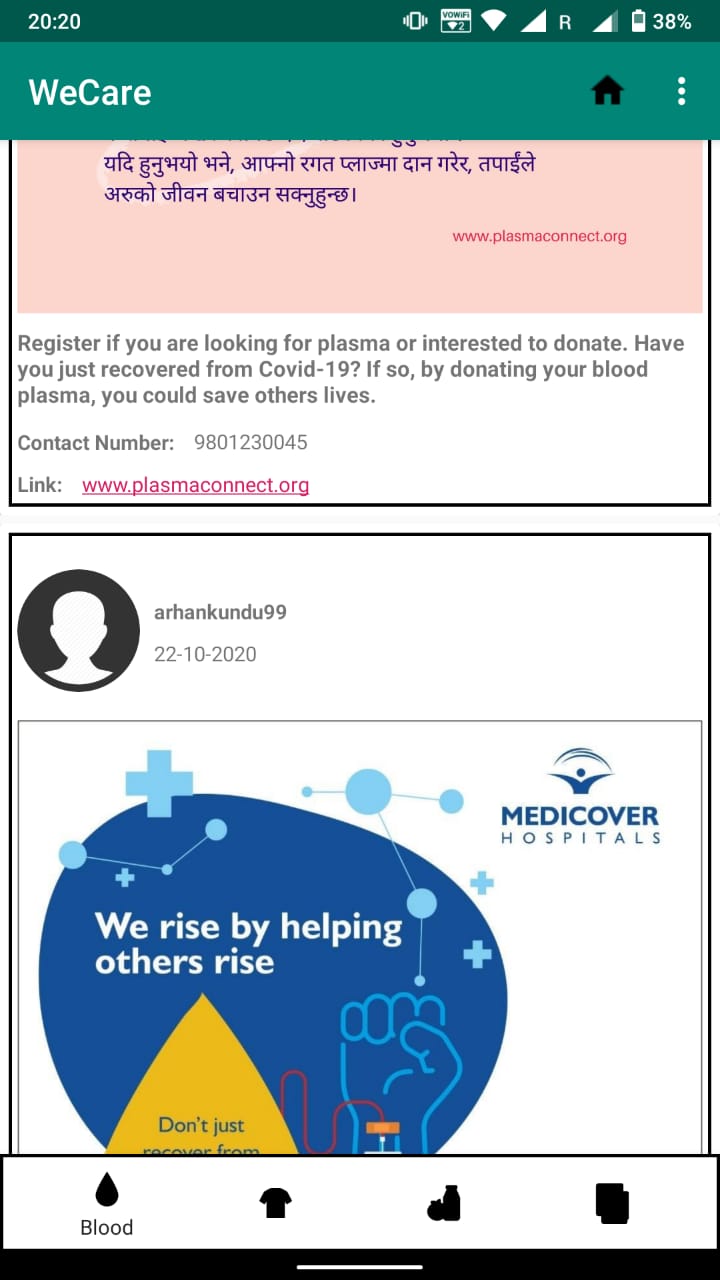 20:20
VOWIFI
2
R
38%
WeCare
यदि हुनुभयो भने, आफ्नो रगत प्लाज्मा दान गरेर, तपाईंले
अरुको जीवन बचाउन सक्नुहुन्छ।
www.plasmaconnect.org
Register if you are looking for plasma or interested to donate. Have
you just recovered from Covid-19? If so, by donating your blood
plasma, you could save others lives.
Contact Number: 9801230045
Link: www.plasmaconnect.org
arhankundu99
22-10-2020
MEDICOVER
HOSPITALS
We rise by helping
others rise
Don't just
recover from
Blood